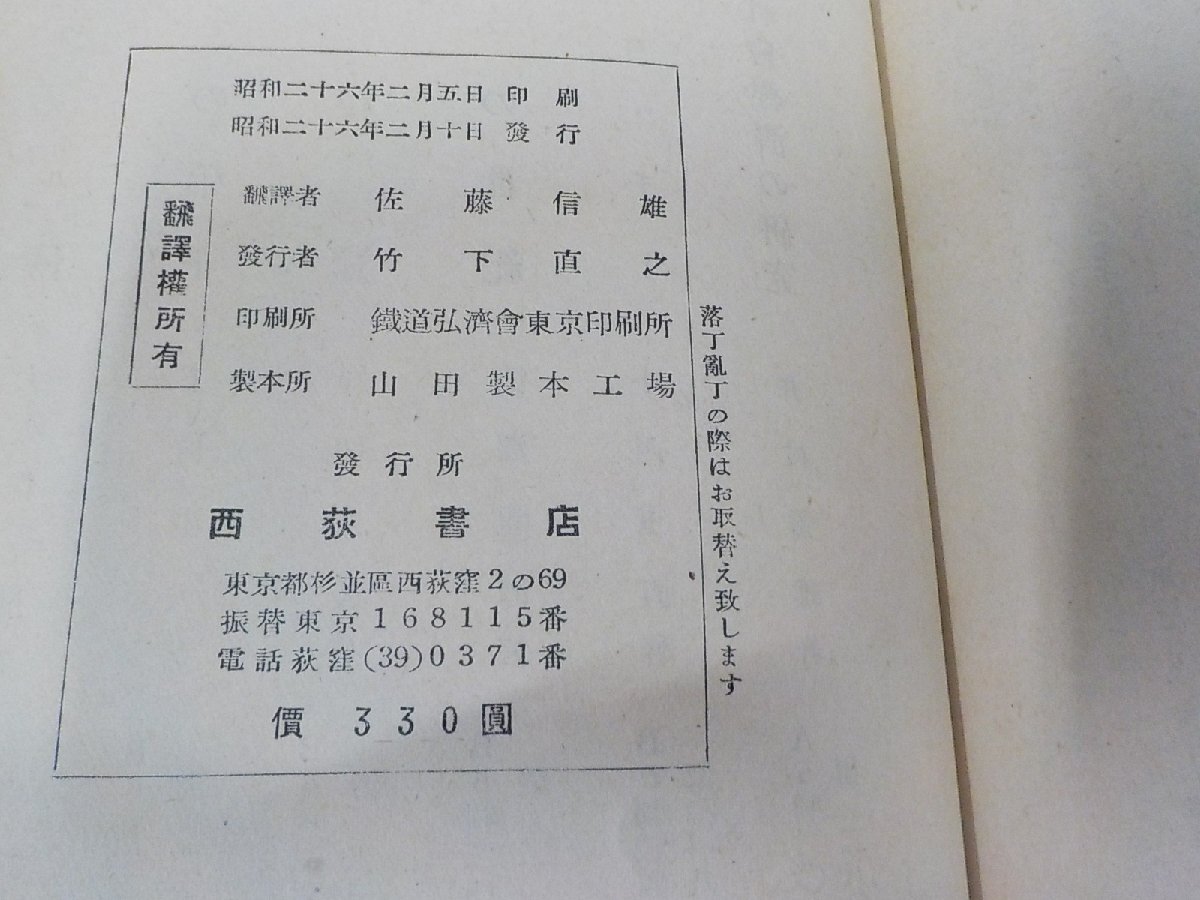 昭和二十六年二月五日 印 刷
昭和二十六年二月十日 發 行
飜譯權所有
飜譯者 佐 藤 信 雄
發行者 竹 下 直 之
印刷所 鐵道弘濟會東京印刷所
製本所 山 田 製 本 工 場
發 行 所
西 荻 書 店
東京都杉並區西荻窪2の69
振替東京168115番
電話荻窪(39)0371番
價 330圓
落丁亂丁の際はお取替え致します